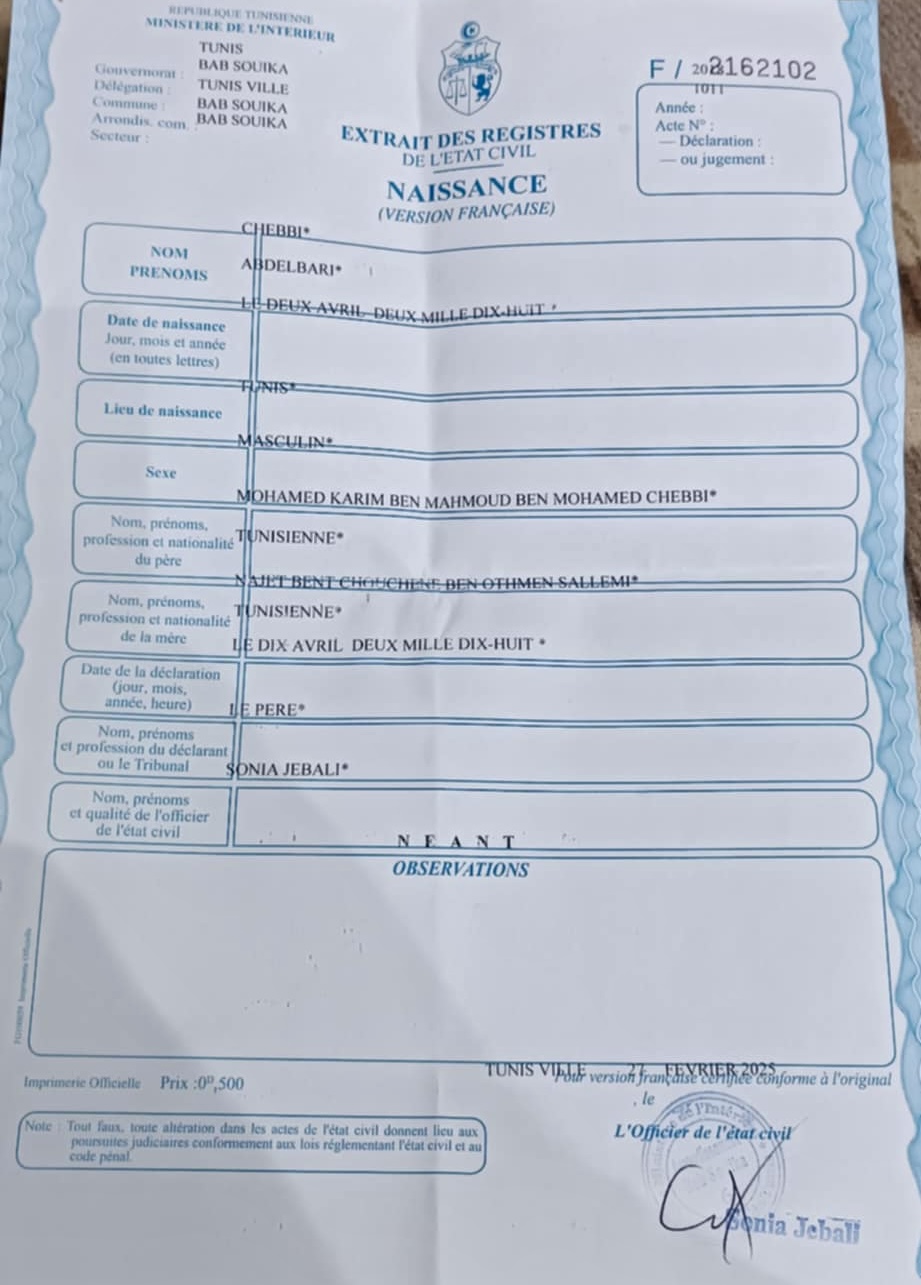 REPUBLIQUE TUNISIENNE
MINISTERE DE L'INTERIEUR
TUNIS
Gouvernorat : BAB SOUIKA
Délégation : TUNIS VILLE
Commune : BAB SOUIKA
Arrondis. com. BAB SOUIKA
Secteur :
F / 162102
1011
Année :
Acte N° :
— Déclaration :
— ou jugement :
EXTRAIT DES REGISTRES
DE L'ETAT CIVIL
NAISSANCE
(VERSION FRANÇAISE)
CHEBBI*
NOM
PRENOMS
ABDELBARI*
LE DEUX AVRIL DEUX MILLE DIX-HUIT *
Date de naissance
Jour, mois et année
(en toutes lettres)
TUNIS*
Lieu de naissance
MASCULIN*
Sexe
MOHAMED KARIM BEN MAHMOUD BEN MOHAMED CHEBBI*
Nom, prénoms,
profession et nationalité
du père
TUNISIENNE*
NAJET BENT CHOUCHENE BEN OTHMEN SALLEMI*
Nom, prénoms,
profession et nationalité
de la mère
TUNISIENNE*
LE DIX AVRIL DEUX MILLE DIX-HUIT *
Date de la déclaration
(jour, mois,
année, heure)
LE PERE*
Nom, prénoms
et profession du déclarant
ou le Tribunal
SONIA JEBALI*
Nom, prénoms
et qualité de l'officier
de l'état civil
N E A N T
OBSERVATIONS
Imprimerie Officielle Prix :0ᴰ,500
TUNIS VILLE 27 FEVRIER 2025
Pour version française certifiée conforme à l'original
, le
L'Officier de l'état civil
Note : Tout faux, toute altération dans les actes de l'état civil donnent lieu aux
poursuites judiciaires conformement aux lois réglementant l'état civil et au
code pénal.
Sonia Jebali